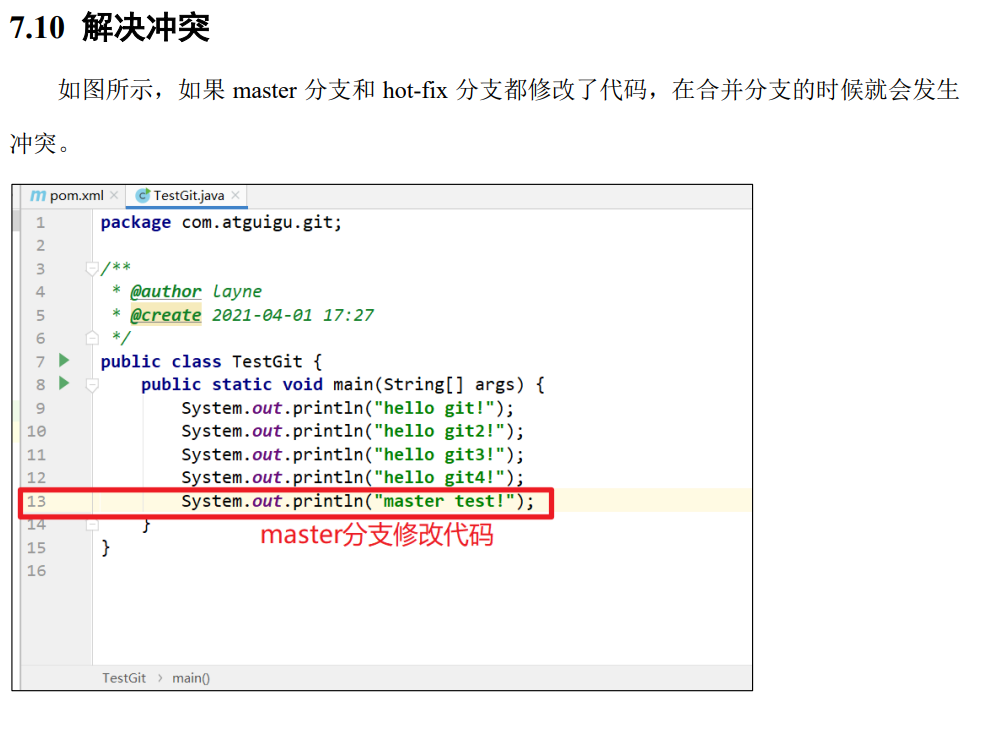 7.10 解决冲突
如图所示，如果 master 分支和 hot-fix 分支都修改了代码，在合并分支的时候就会发生
冲突。
m pom.xml × C TestGit.java ×
1 package com.atguigu.git;
2
3 /**
4 * @author layne
5 * @create 2021-04-01 17:27
6 */
7 public class TestGit {
8 public static void main(String[] args) {
9 System.out.println("hello git!");
10 System.out.println("hello git2!");
11 System.out.println("hello git3!");
12 System.out.println("hello git4!");
13 System.out.println("master test!");
14 }
master分支修改代码
15 }
16
TestGit › main()